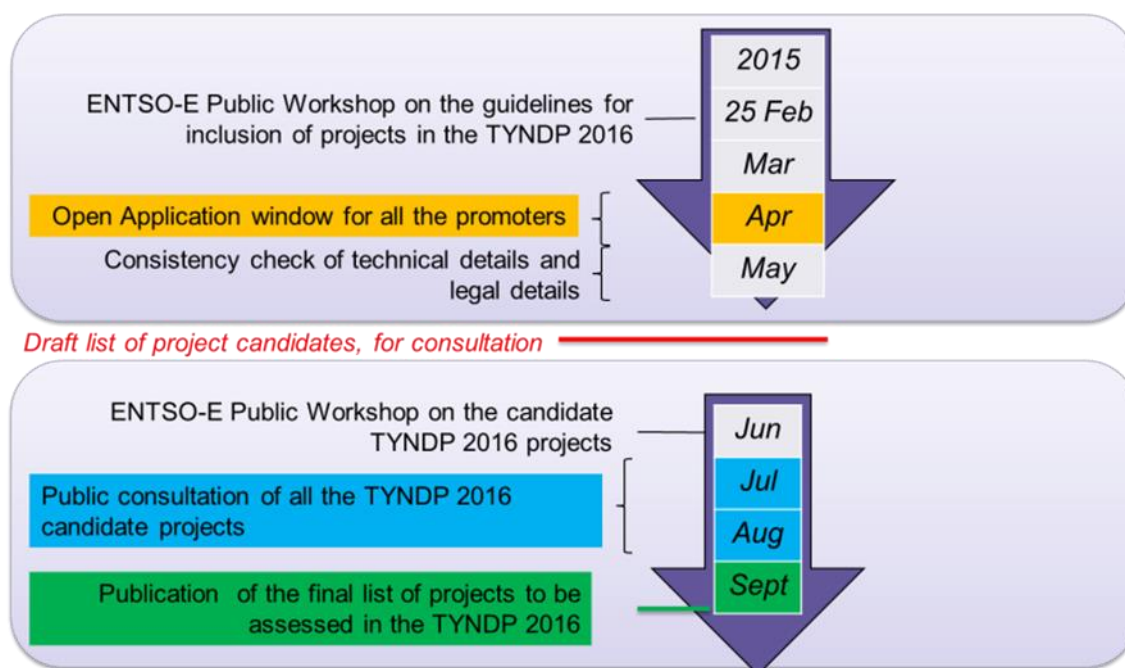 2015
ENTSO-E Public Workshop on the guidelines for
inclusion of projects in the TYNDP 2016
25 Feb
Mar
Open Application window for all the promoters
Apr
Consistency check of technical details and
legal details
May
Draft list of project candidates, for consultation
ENTSO-E Public Workshop on the candidate
TYNDP 2016 projects
Jun
Public consultation of all the TYNDP 2016
candidate projects
Jul
Aug
Publication of the final list of projects to be
assessed in the TYNDP 2016
Sept